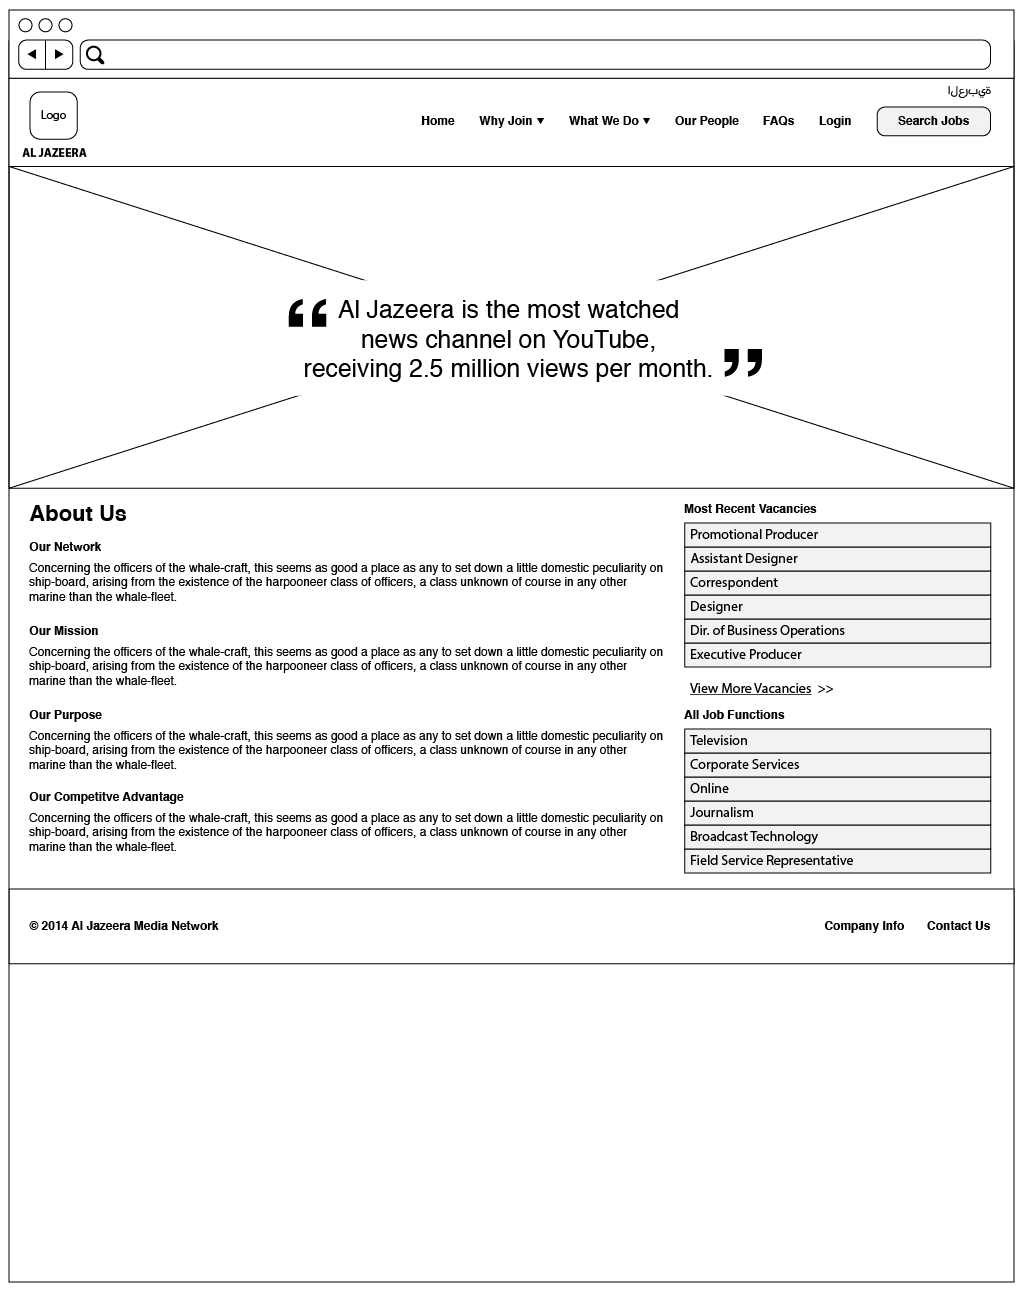 العربية
Logo
AL JAZEERA
Home Why Join What We Do Our People FAQs Login Search Jobs
“ Al Jazeera is the most watched
news channel on YouTube,
receiving 2.5 million views per month. ”
About Us
Our Network
Concerning the officers of the whale-craft, this seems as good a place as any to set down a little domestic peculiarity on
ship-board, arising from the existence of the harpooneer class of officers, a class unknown of course in any other
marine than the whale-fleet.
Our Mission
Concerning the officers of the whale-craft, this seems as good a place as any to set down a little domestic peculiarity on
ship-board, arising from the existence of the harpooneer class of officers, a class unknown of course in any other
marine than the whale-fleet.
Our Purpose
Concerning the officers of the whale-craft, this seems as good a place as any to set down a little domestic peculiarity on
ship-board, arising from the existence of the harpooneer class of officers, a class unknown of course in any other
marine than the whale-fleet.
Our Competitve Advantage
Concerning the officers of the whale-craft, this seems as good a place as any to set down a little domestic peculiarity on
ship-board, arising from the existence of the harpooneer class of officers, a class unknown of course in any other
marine than the whale-fleet.
Most Recent Vacancies
Promotional Producer
Assistant Designer
Correspondent
Designer
Dir. of Business Operations
Executive Producer
View More Vacancies >>
All Job Functions
Television
Corporate Services
Online
Journalism
Broadcast Technology
Field Service Representative
© 2014 Al Jazeera Media Network
Company Info Contact Us